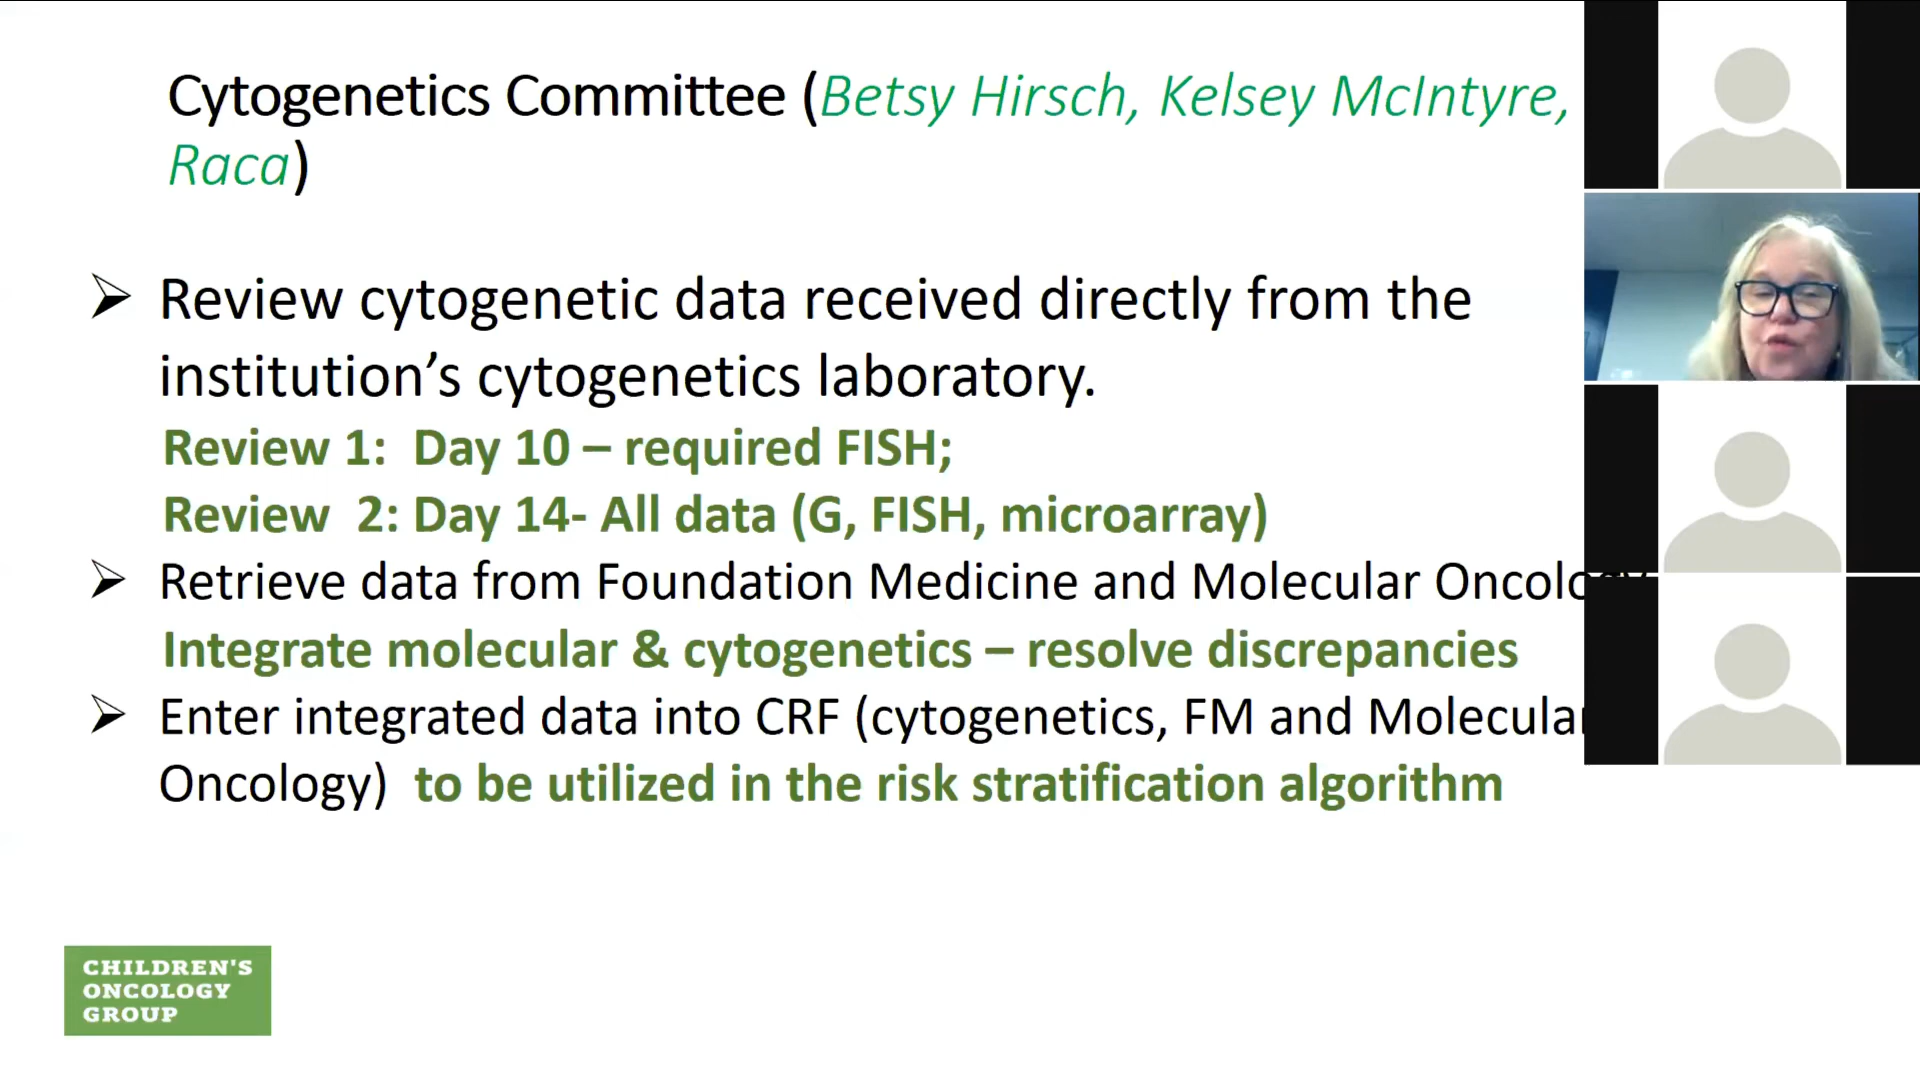 Cytogenetics Committee (Betsy Hirsch, Kelsey McIntyre,
Raca)
➢ Review cytogenetic data received directly from the
institution’s cytogenetics laboratory.
Review 1: Day 10 – required FISH;
Review 2: Day 14- All data (G, FISH, microarray)
➢ Retrieve data from Foundation Medicine and Molecular Oncology
Integrate molecular & cytogenetics – resolve discrepancies
➢ Enter integrated data into CRF (cytogenetics, FM and Molecular
Oncology) to be utilized in the risk stratification algorithm
CHILDREN'S
ONCOLOGY
GROUP